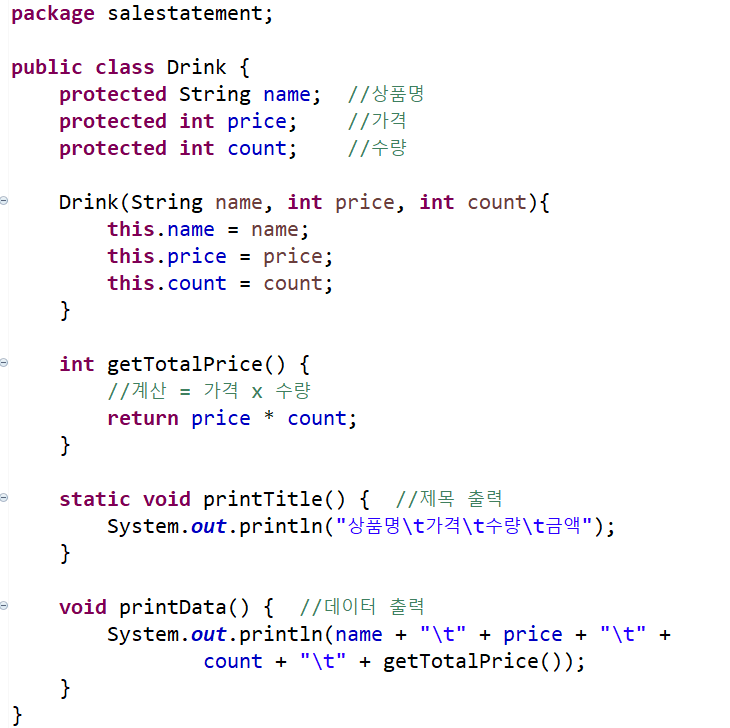 package salestatement;
public class Drink {
protected String name;  //상품명
protected int price;    //가격
protected int count;    //수량
Drink(String name, int price, int count){
this.name = name;
this.price = price;
this.count = count;
}
int getTotalPrice() {
//계산 = 가격 x 수량
return price * count;
}
static void printTitle() {  //제목 출력
System.out.println("상품명\t가격\t수량\t금액");
}
void printData() {  //데이터 출력
System.out.println(name + "\t" + price + "\t" +
count + "\t" + getTotalPrice());
}
}